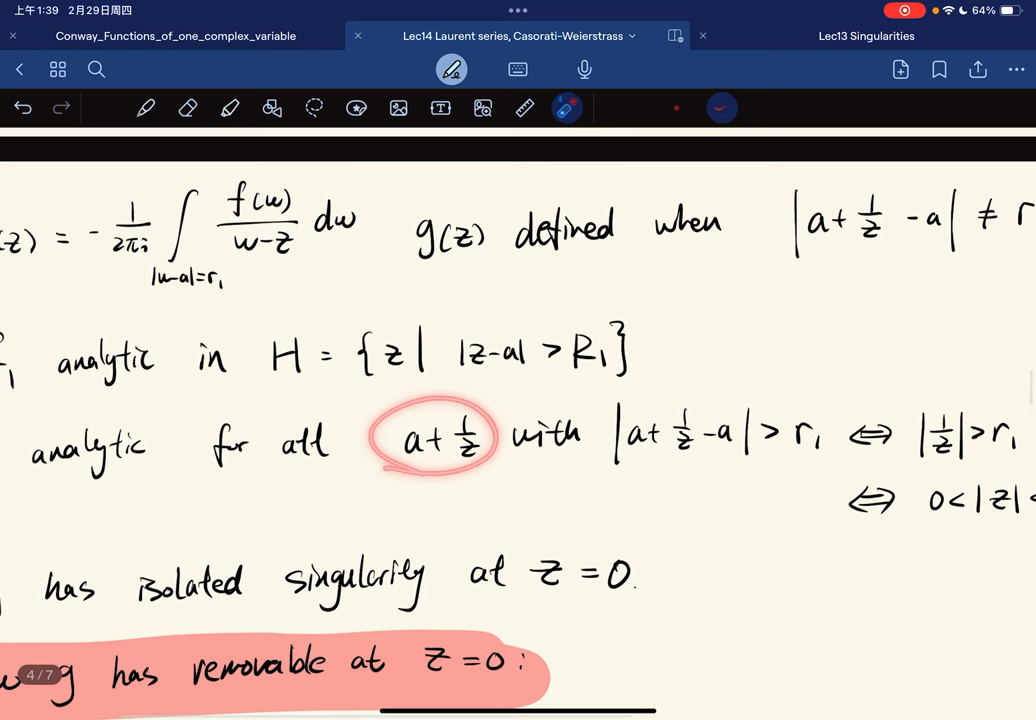 上午1:39 2月29日周四
64%
Conway_Functions_of_one_complex_variable
Lec14 Laurent series, Casorati-Weierstrass
Lec13 Singularities
(z) = - 1/2πi ∫ f(w)/w-z dw g(z) defined when |a+ 1/z -a| ≠ r
|w-a|=r₁
analytic in H = {z| |z-a| > R₁}
analytic for all a+ 1/z with |a+ 1/z -a| > r₁ ⇔ |1/z| > r₁
⇔ 0<|z|<
has isolated singularity at z=0.
g has removable at z=0:
4/7